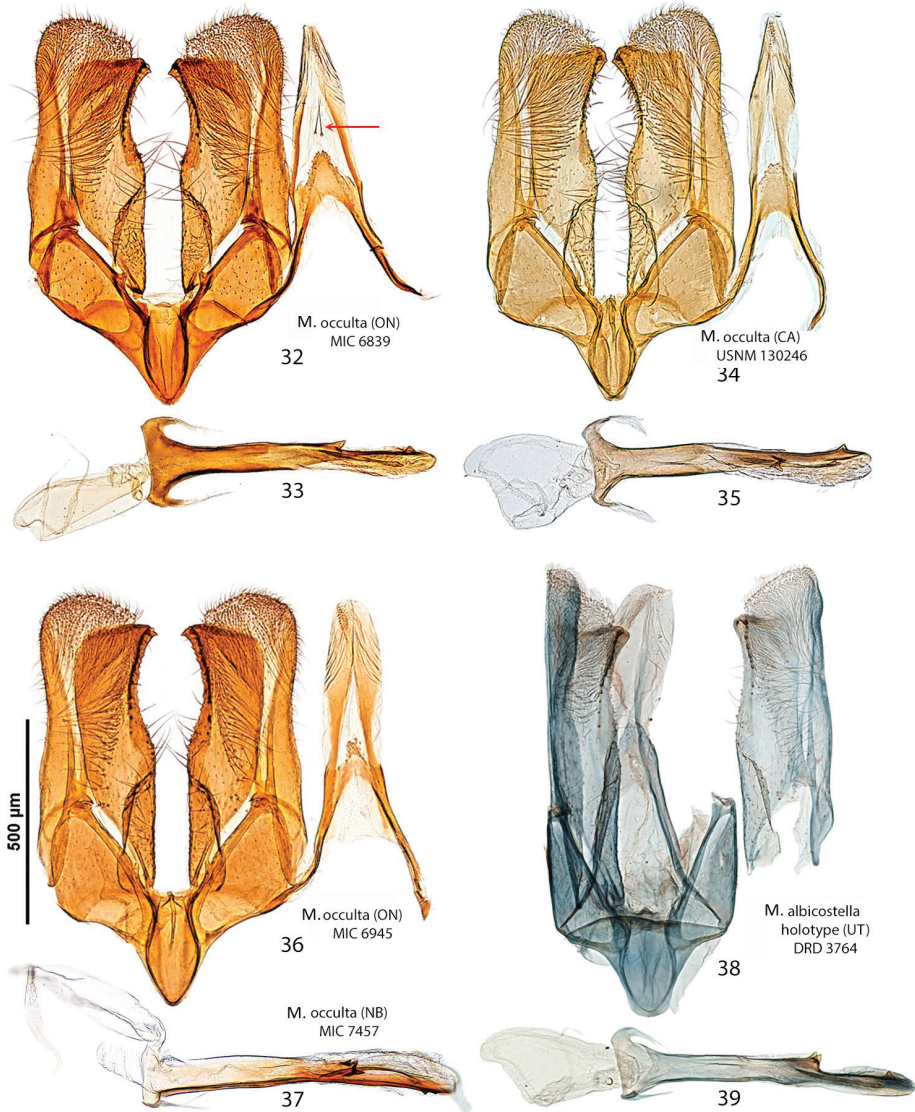 M. occulta (ON)
MIC 6839
32
M. occulta (CA)
USNM 130246
34
33
35
500 µm
M. occulta (ON)
MIC 6945
36
M. albicostella
holotype (UT)
DRD 3764
38
M. occulta (NB)
MIC 7457
37
39